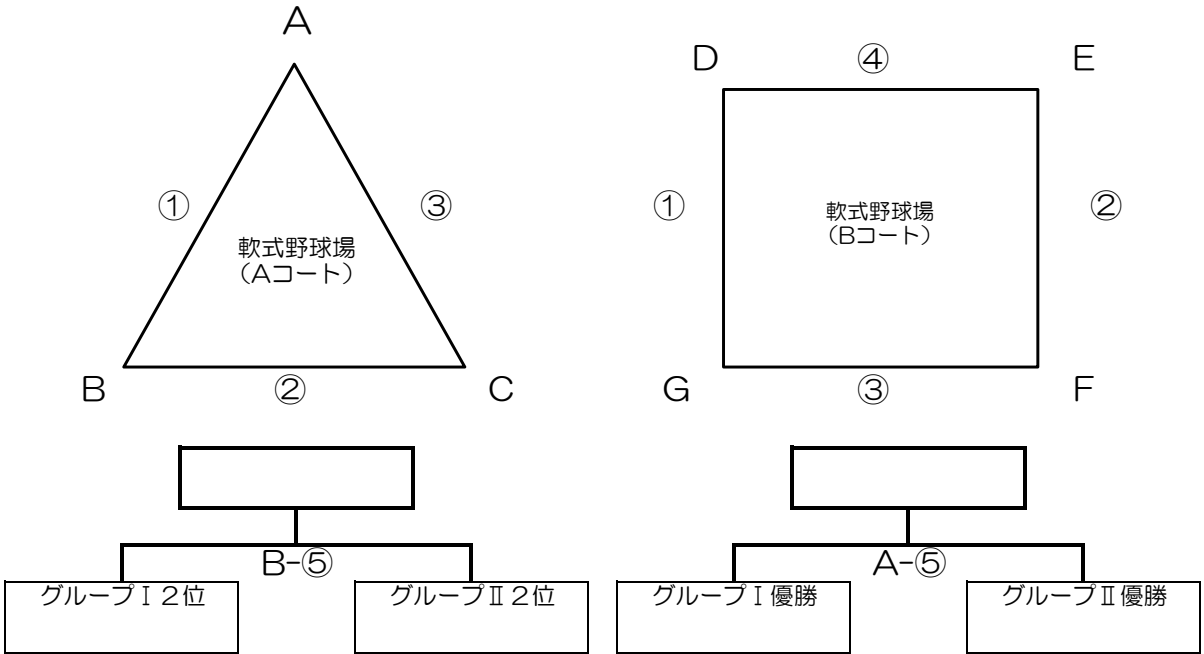 A
①
③
軟式野球場
(Aコート)
B
②
C
D
④
E
①
②
軟式野球場
(Bコート)
G
③
F
B-⑤
グループⅠ２位
グループⅡ２位
A-⑤
グループⅠ優勝
グループⅡ優勝